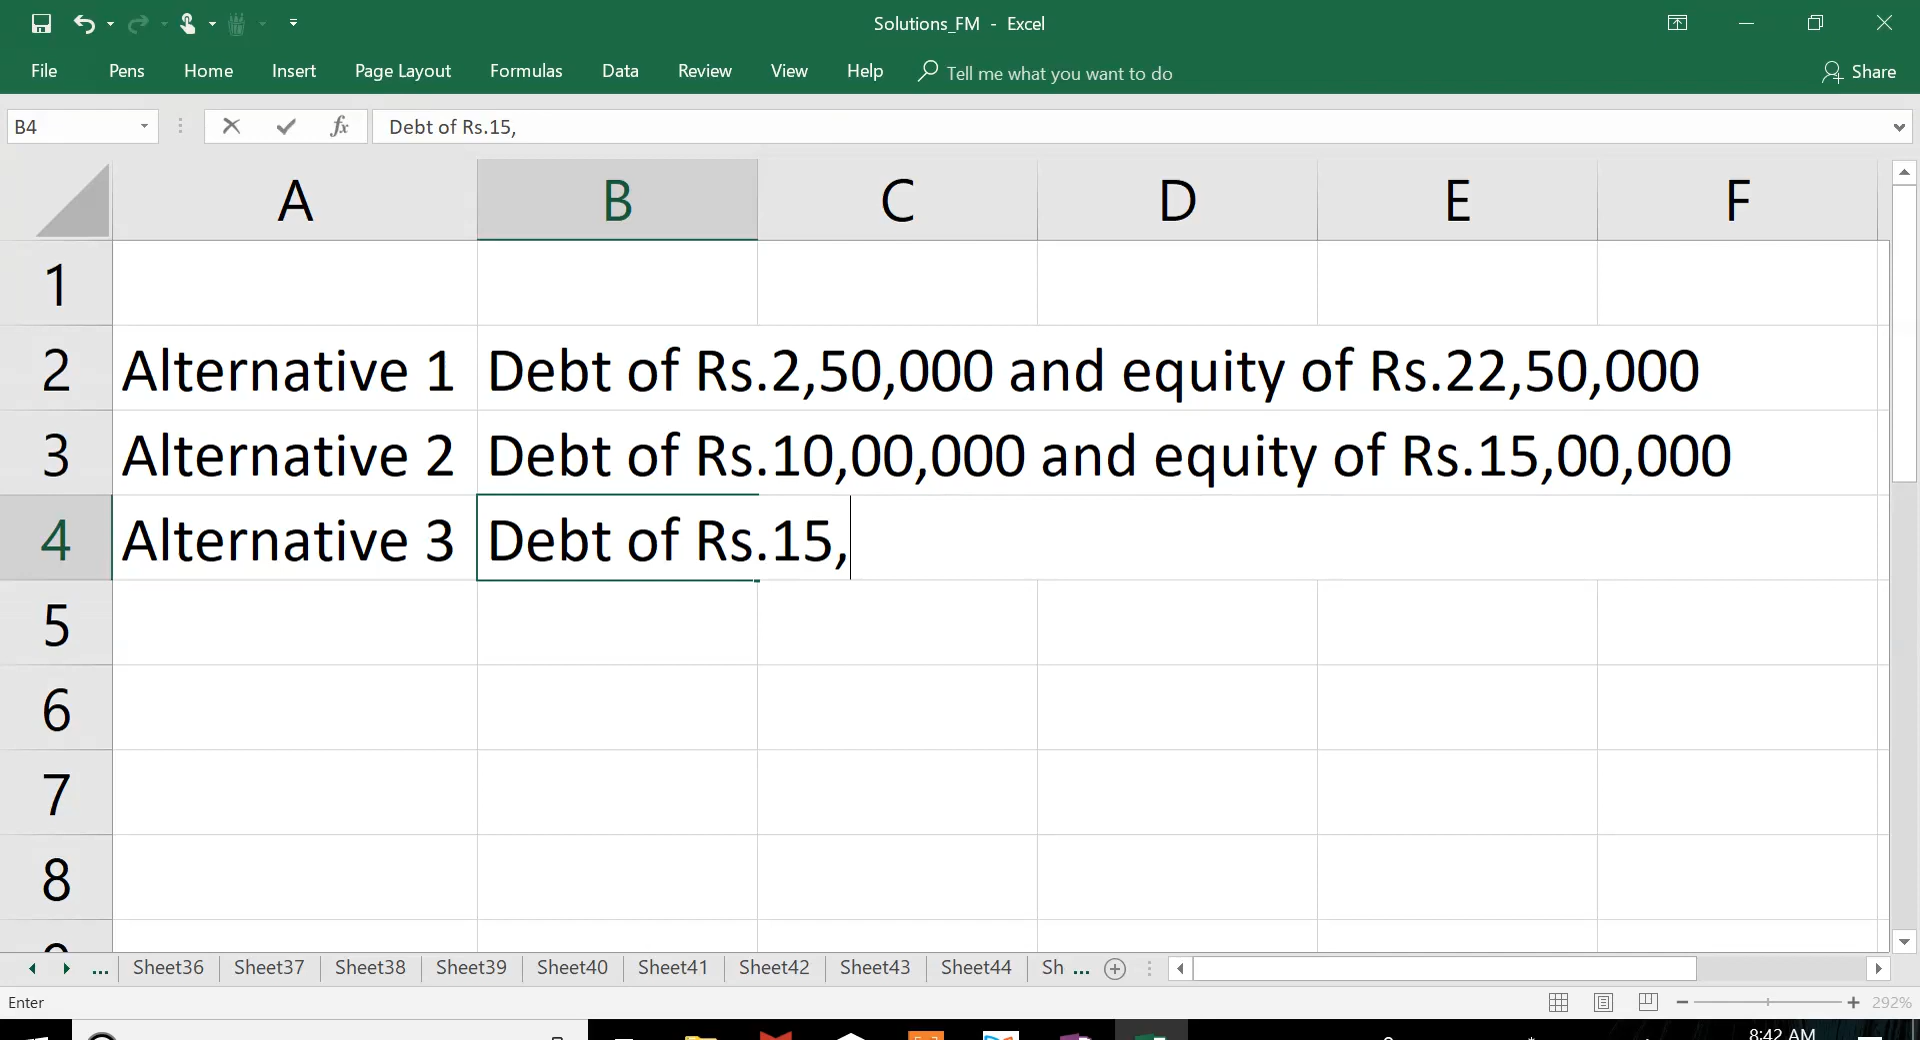 Solutions_FM - Excel
File Pens Home Insert Page Layout Formulas Data Review View Help Tell me what you want to do Share
B4 fx Debt of Rs.15,
A B C D E F
1
2 Alternative 1 Debt of Rs.2,50,000 and equity of Rs.22,50,000
3 Alternative 2 Debt of Rs.10,00,000 and equity of Rs.15,00,000
4 Alternative 3 Debt of Rs.15,
5
6
7
8
9
... Sheet36 Sheet37 Sheet38 Sheet39 Sheet40 Sheet41 Sheet42 Sheet43 Sheet44 Sh ...
Enter 292%
8:42 AM